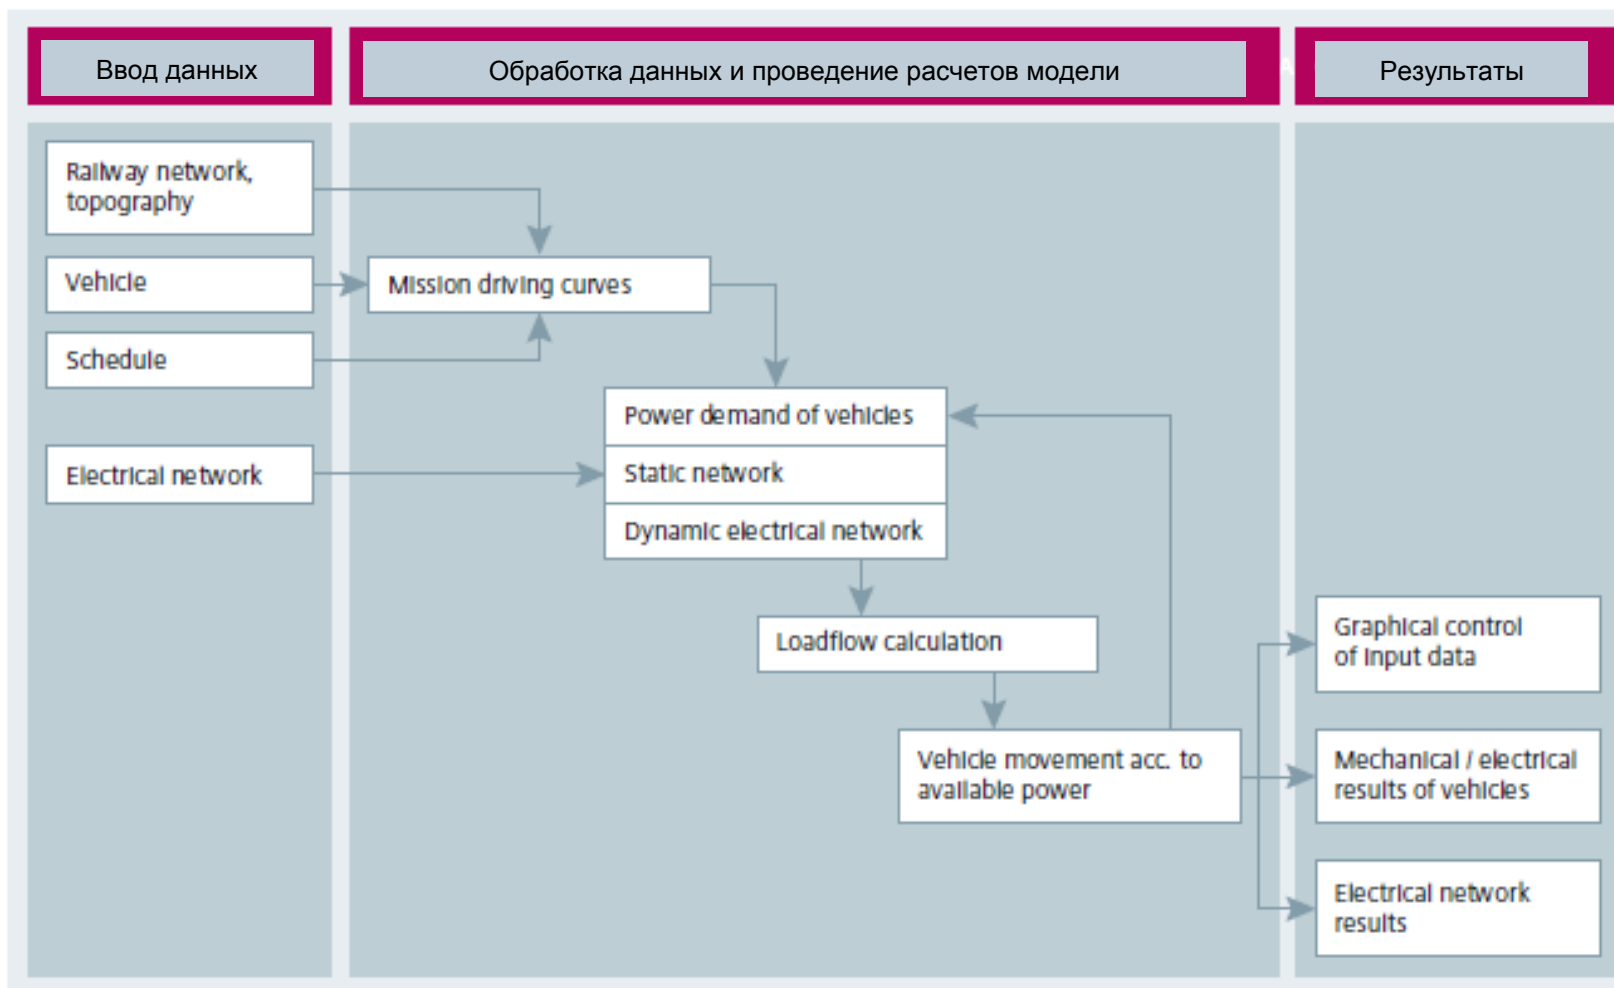 Ввод данных
Обработка данных и проведение расчетов модели
Результаты
Railway network,
topography
Vehicle
Schedule
Electrical network
Mission driving curves
Power demand of vehicles
Static network
Dynamic electrical network
Loadflow calculation
Vehicle movement acc. to
available power
Graphical control
of input data
Mechanical / electrical
results of vehicles
Electrical network
results